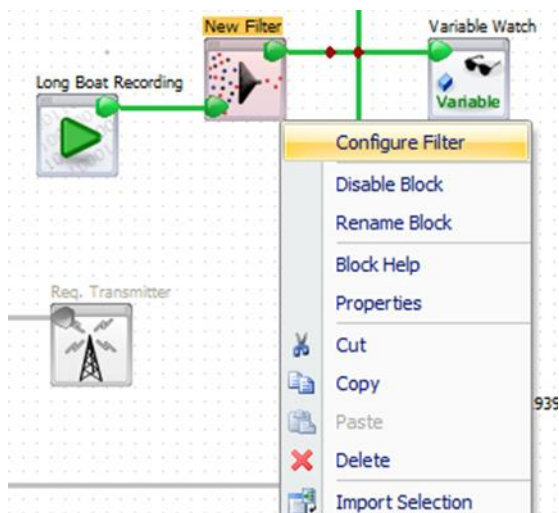 New Filter
Variable Watch
Long Boat Recording
Variable
Configure Filter
Disable Block
Rename Block
Block Help
Req. Transmitter
Properties
Cut
Copy
939
Paste
Delete
Import Selection